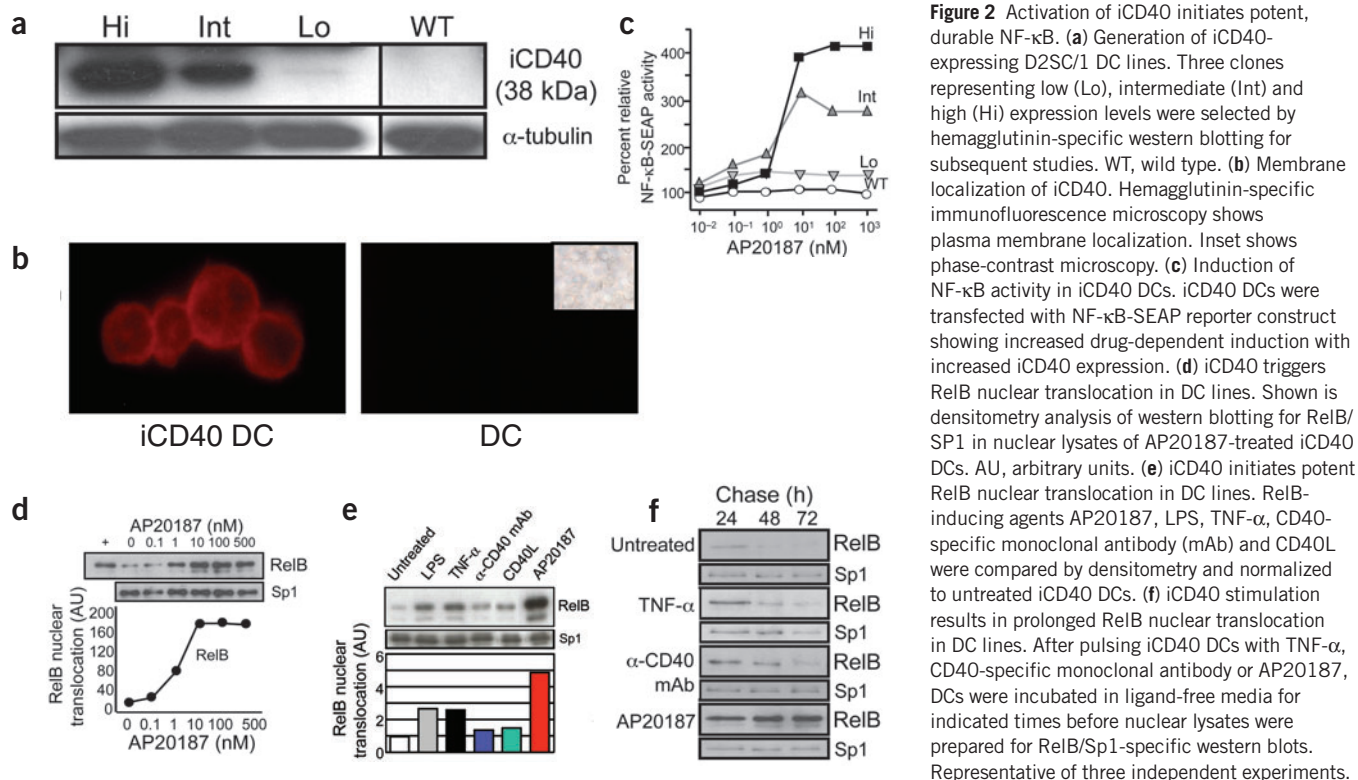 a
Hi Int Lo WT
iCD40
(38 kDa)
α-tubulin
b
iCD40 DC
DC
c
Percent relative
NF-κB-SEAP activity
400
300
200
150
100
Hi
Int
Lo
WT
10⁻² 10⁻¹ 10⁰ 10¹ 10² 10³
AP20187 (nM)
d
AP20187 (nM)
+ 0 0.1 1 10 100 500
RelB
Sp1
RelB nuclear
translocation (AU)
200
160
120
80
40
0
RelB
0 0.1 1 10 100 500
AP20187 (nM)
e
Untreated
LPS
TNF-α
α-CD40 mAb
CD40L
AP20187
RelB
Sp1
RelB nuclear
translocation (AU)
6
4
2
0
f
Chase (h)
24 48 72
Untreated
RelB
Sp1
TNF-α
RelB
Sp1
α-CD40
mAb
RelB
Sp1
AP20187
RelB
Sp1
Figure 2 Activation of iCD40 initiates potent,
durable NF-κB. (a) Generation of iCD40-
expressing D2SC/1 DC lines. Three clones
representing low (Lo), intermediate (Int) and
high (Hi) expression levels were selected by
hemagglutinin-specific western blotting for
subsequent studies. WT, wild type. (b) Membrane
localization of iCD40. Hemagglutinin-specific
immunofluorescence microscopy shows
plasma membrane localization. Inset shows
phase-contrast microscopy. (c) Induction of
NF-κB activity in iCD40 DCs. iCD40 DCs were
transfected with NF-κB-SEAP reporter construct
showing increased drug-dependent induction with
increased iCD40 expression. (d) iCD40 triggers
RelB nuclear translocation in DC lines. Shown is
densitometry analysis of western blotting for RelB/
SP1 in nuclear lysates of AP20187-treated iCD40
DCs. AU, arbitrary units. (e) iCD40 initiates potent
RelB nuclear translocation in DC lines. RelB-
inducing agents AP20187, LPS, TNF-α, CD40-
specific monoclonal antibody (mAb) and CD40L
were compared by densitometry and normalized
to untreated iCD40 DCs. (f) iCD40 stimulation
results in prolonged RelB nuclear translocation
in DC lines. After pulsing iCD40 DCs with TNF-α,
CD40-specific monoclonal antibody or AP20187,
DCs were incubated in ligand-free media for
indicated times before nuclear lysates were
prepared for RelB/Sp1-specific western blots.
Representative of three independent experiments.